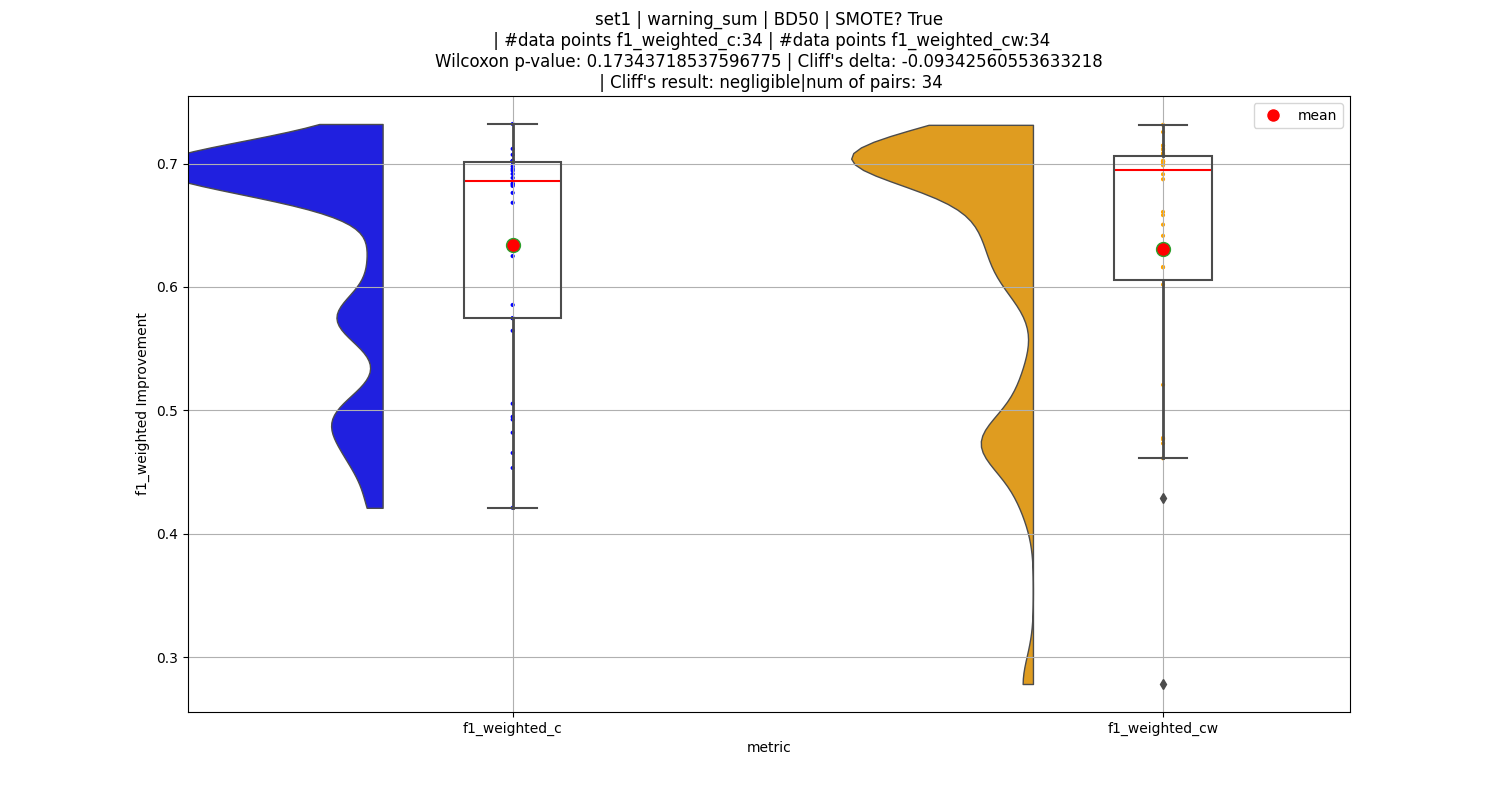 set1 | warning_sum | BD50 | SMOTE? True
| #data points f1_weighted_c:34 | #data points f1_weighted_cw:34
Wilcoxon p-value: 0.17343718537596775 | Cliff's delta: -0.09342560553633218
| Cliff's result: negligible|num of pairs: 34
mean
0.7
0.6
0.5
0.4
0.3
f1_weighted Improvement
f1_weighted_c
f1_weighted_cw
metric